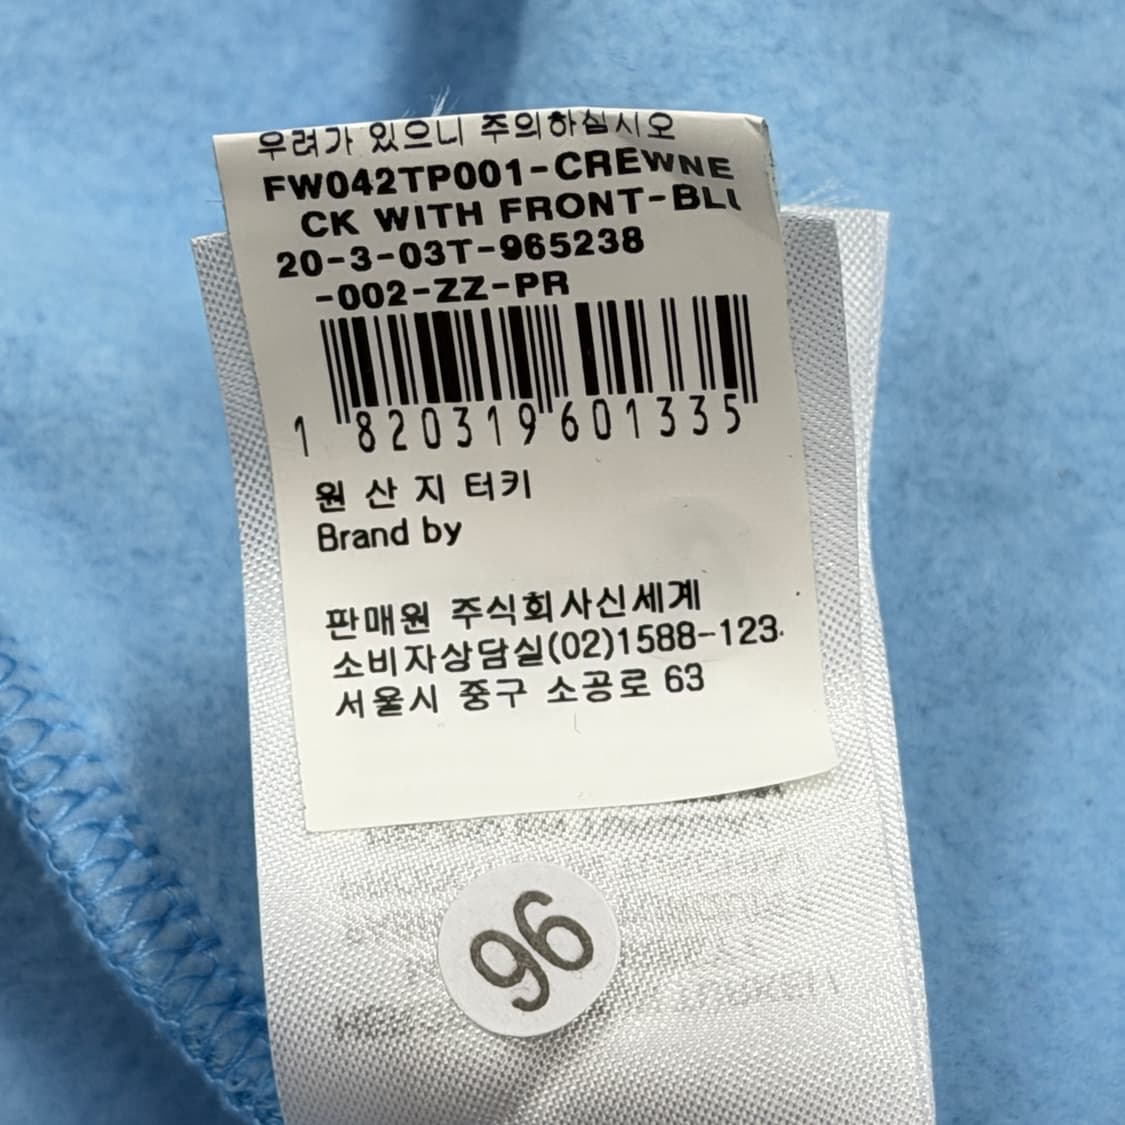 우려가 있으니 주의하십시오
FW042TP001-CREWNE
CK WITH FRONT-BLU
20-3-03T-965238
-002-ZZ-PR
1 820319 601335
원 산 지 터키
Brand by
판매원 주식회사신세계
소비자상담실(02)1588-123
서울시 중구 소공로 63
96